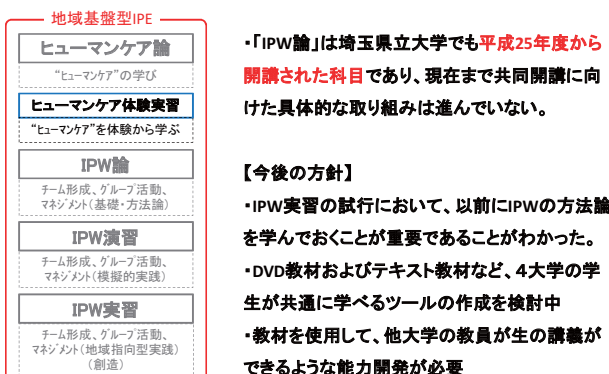 地域基盤型IPE
ヒューマンケア論
“ヒューマンケア”の学び
ヒューマンケア体験実習
“ヒューマンケア”を体験から学ぶ
IPW論
チーム形成、グループ活動、
マネジメント(基礎・方法論)
IPW演習
チーム形成、グループ活動、
マネジメント(模擬的実践)
IPW実習
チーム形成、グループ活動、
マネジメント(地域指向型実践)
(創造)
・「IPW論」は埼玉県立大学でも平成25年度から
開講された科目であり、現在まで共同開講に向
けた具体的な取り組みは進んでいない。
【今後の方針】
・IPW実習の試行において、以前にIPWの方法論
を学んでおくことが重要であることがわかった。
・DVD教材およびテキスト教材など、4大学の学
生が共通に学べるツールの作成を検討中
・教材を使用して、他大学の教員が生の講義が
できるような能力開発が必要